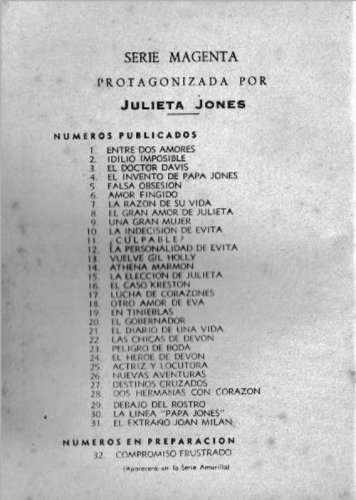 SERIE MAGENTA
PROTAGONIZADA POR
JULIETA JONES
NUMEROS PUBLICADOS
1. ENTRE DOS AMORES
2. IDILIO IMPOSIBLE
3. EL DOCTOR DAVIS
4. EL INVENTO DE PAPA JONES
5. FALSA OBSESION
6. AMOR FINGIDO
7. LA RAZON DE SU VIDA
8. EL GRAN AMOR DE JULIETA
9. UNA GRAN MUJER
10. LA INDECISION DE EVITA
11. ¿CULPABLE?
12. LA PERSONALIDAD DE EVITA
13. VUELVE GIL HOLLY
14. ATHENA MARMON
15. LA ELECCION DE JULIETA
16. EL CASO KRESTON
17. LUCHA DE CORAZONES
18. OTRO AMOR DE EVA
19. EN TINIEBLAS
20. EL GOBERNADOR
21. EL DIARIO DE UNA VIDA
22. LAS CHICAS DE DEVON
23. PELIGRO DE BODA
24. EL HEROE DE DEVON
25. ACTRIZ Y LOCUTORA
26. NUEVAS AVENTURAS
27. DESTINOS CRUZADOS
28. DOS HERMANAS CON CORAZON
29. DEBAJO DEL ROSTRO
30. LA LINEA "PAPA JONES"
31. EL EXTRAÑO JOAN MILAN
NUMEROS EN PREPARACION
32. COMPROMISO FRUSTRADO
(Aparecerá en la Serie Amarilla)